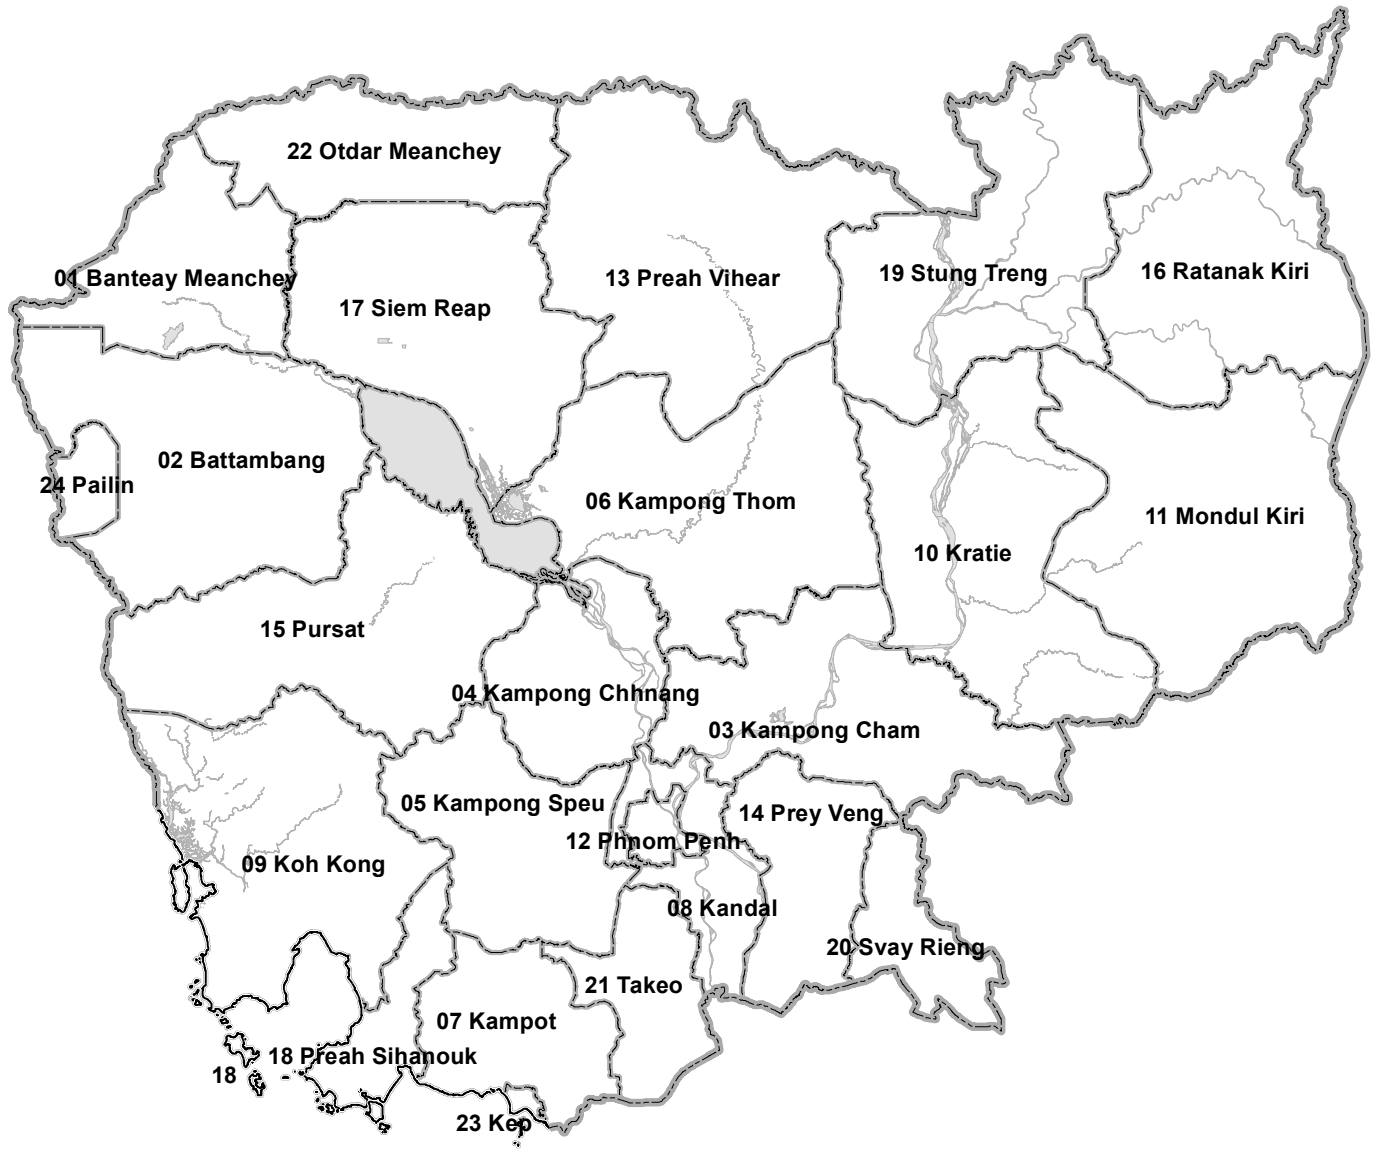 22 Otdar Meanchey
01 Banteay Meanchey
17 Siem Reap
13 Preah Vihear
19 Stung Treng
16 Ratanak Kiri
02 Battambang
24 Pailin
06 Kampong Thom
11 Mondul Kiri
10 Kratie
15 Pursat
04 Kampong Chhnang
03 Kampong Cham
05 Kampong Speu
14 Prey Veng
12 Phnom Penh
09 Koh Kong
08 Kandal
20 Svay Rieng
21 Takeo
07 Kampot
18 Preah Sihanouk
18
23 Kep